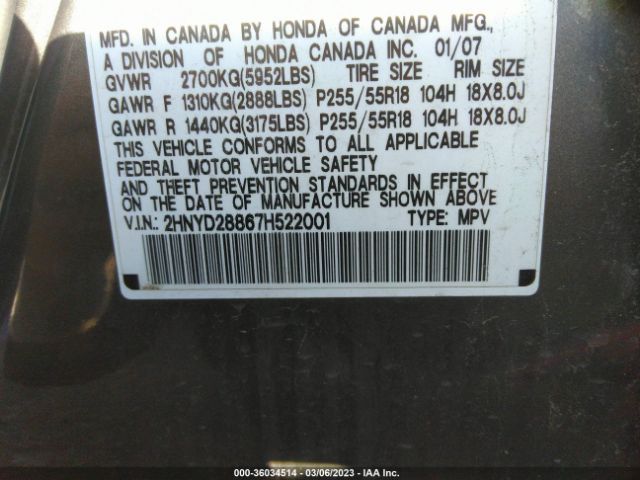 MFD. IN CANADA BY HONDA OF CANADA MFG.,
A DIVISION OF HONDA CANADA INC. 01/07
GVWR 2700KG(5952LBS) TIRE SIZE RIM SIZE
GAWR F 1310KG(2888LBS) P255/55R18 104H 18X8.0J
GAWR R 1440KG(3175LBS) P255/55R18 104H 18X8.0J
THIS VEHICLE CONFORMS TO ALL APPLICABLE
FEDERAL MOTOR VEHICLE SAFETY
AND THEFT PREVENTION STANDARDS IN EFFECT
ON THE DATE OF MANUFACTURE SHOWN ABOVE
V.I.N.: 2HNYD28867H522001 TYPE: MPV
000-36034514 - 03/06/2023 - IAAI.COM